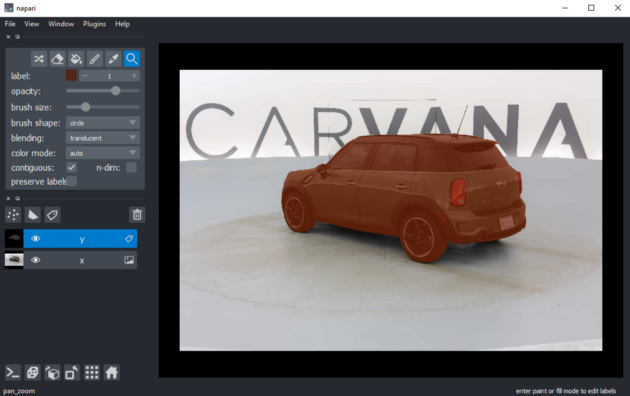 napari
File View Window Plugins Help
label: 1
opacity:
brush size:
brush shape: circle
blending: translucent
color mode: auto
contiguous: n-dim:
preserve labels
y
x
CARVANA
pan_zoom
enter paint or fill mode to edit labels